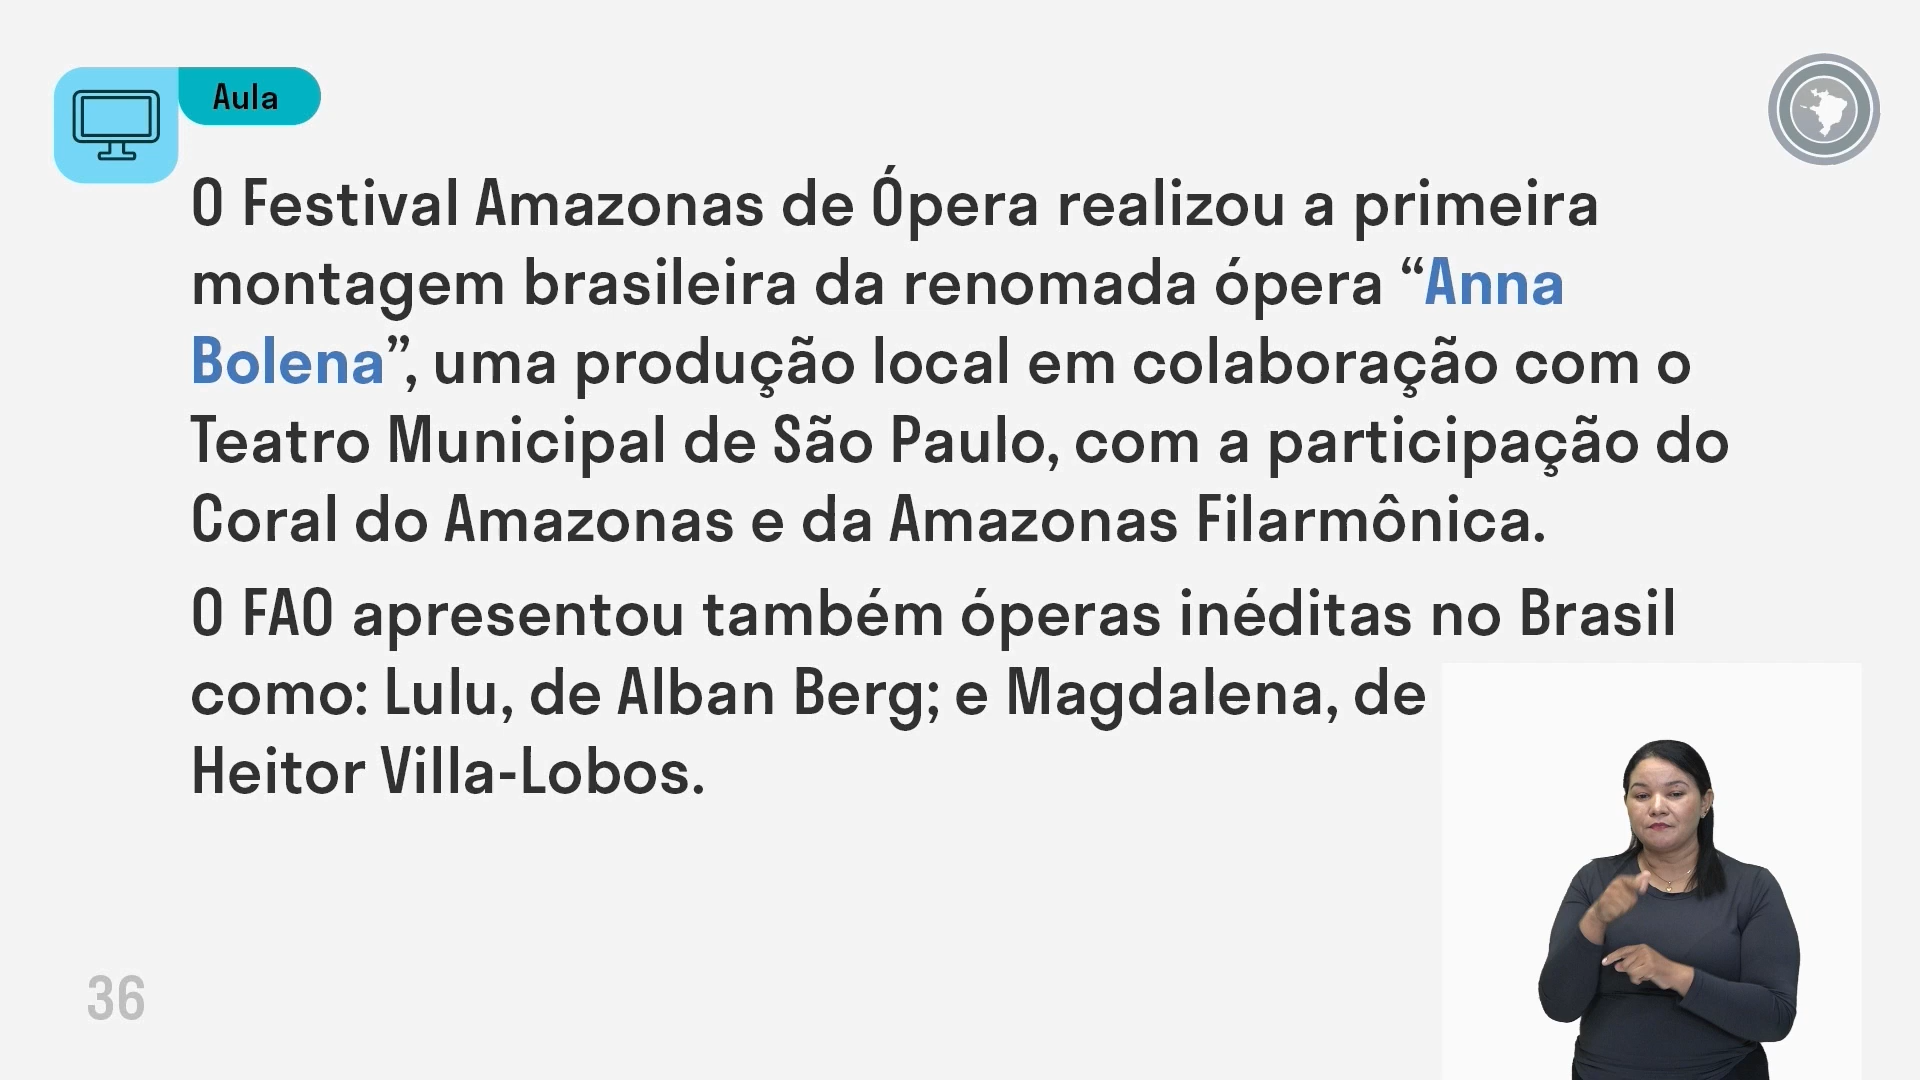 Aula
O Festival Amazonas de Ópera realizou a primeira
montagem brasileira da renomada ópera “Anna
Bolena”, uma produção local em colaboração com o
Teatro Municipal de São Paulo, com a participação do
Coral do Amazonas e da Amazonas Filarmônica.
O FAO apresentou também óperas inéditas no Brasil
como: Lulu, de Alban Berg; e Magdalena, de
Heitor Villa-Lobos.
36